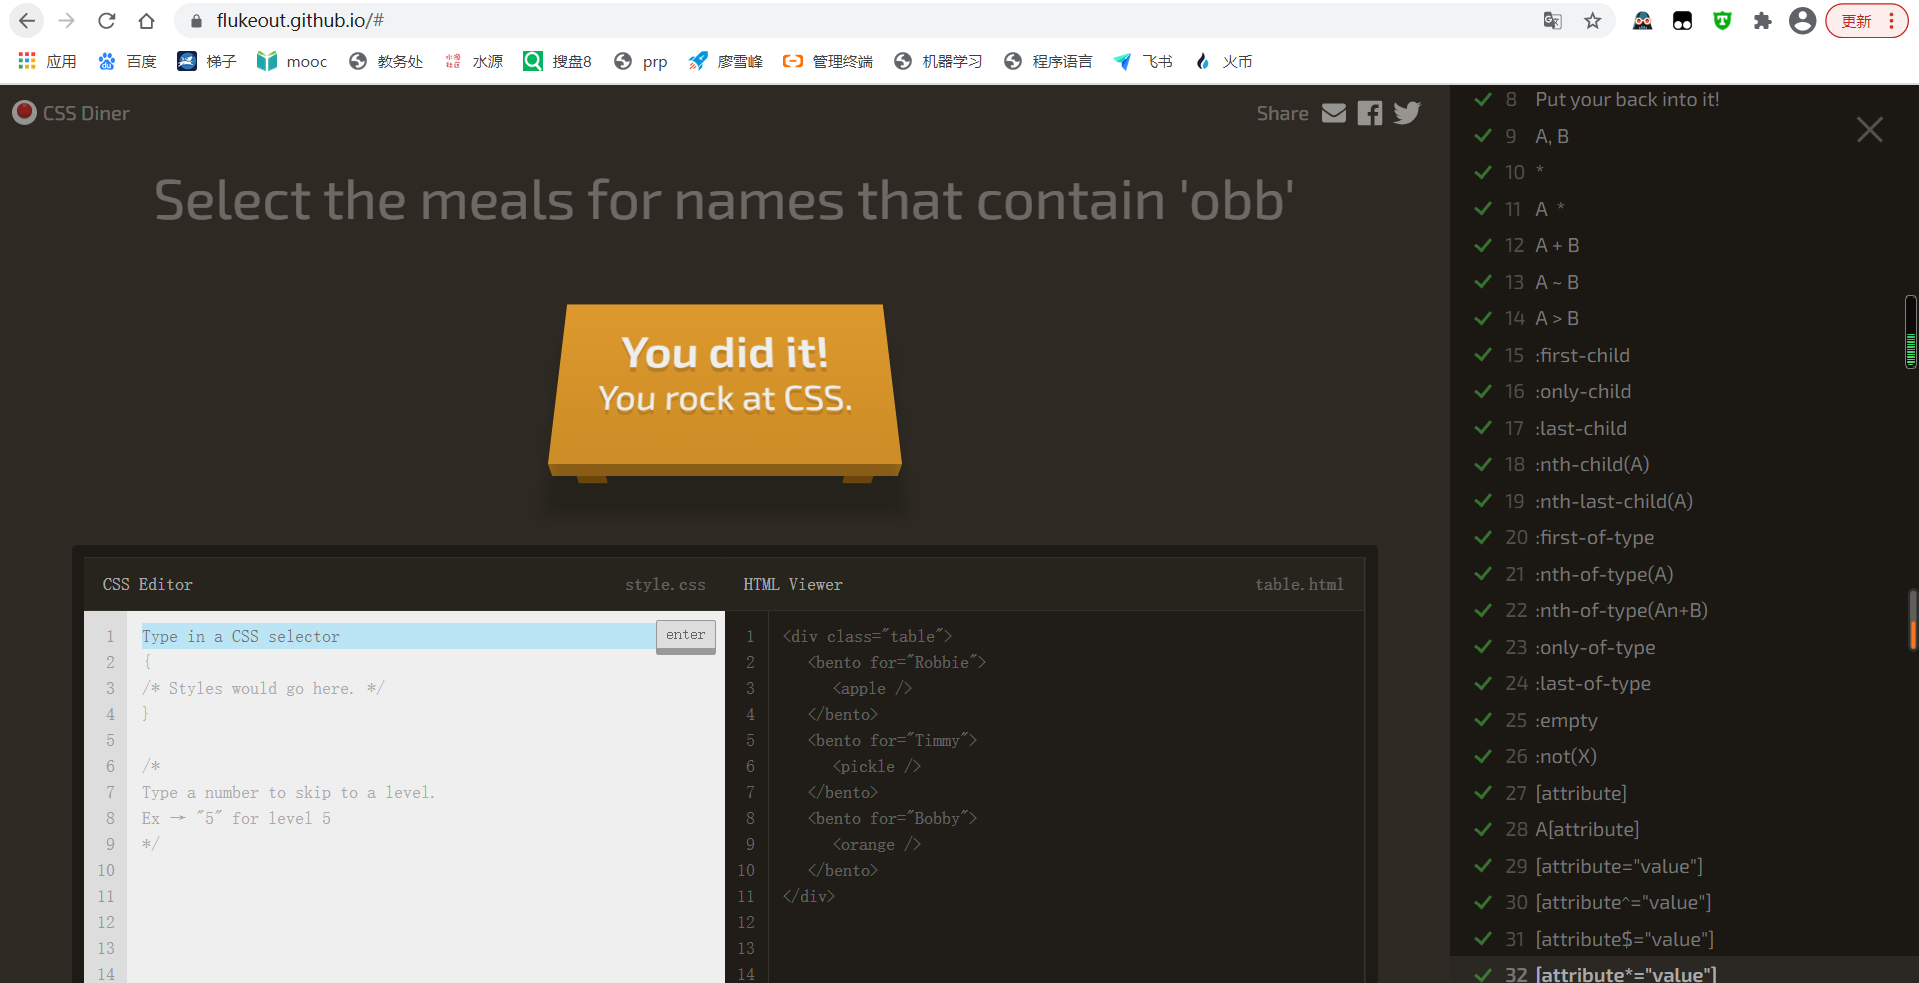 flukeout.github.io/#
更新
应用 百度 梯子 mooc 教务处 水源 搜盘8 prp 廖雪峰 管理终端 机器学习 程序语言 飞书 火币
CSS Diner
Share
Select the meals for names that contain 'obb'
You did it!
You rock at CSS.
CSS Editor style.css
1 Type in a CSS selector enter
2 {
3 /* Styles would go here. */
4 }
5
6 /*
7 Type a number to skip to a level.
8 Ex → "5" for level 5
9 */
10
11
12
13
14
HTML Viewer table.html
1 <div class="table">
2 <bento for="Robbie">
3 <apple />
4 </bento>
5 <bento for="Timmy">
6 <pickle />
7 </bento>
8 <bento for="Bobby">
9 <orange />
10 </bento>
11 </div>
12
13
14
8 Put your back into it!
9 A, B
10 *
11 A *
12 A + B
13 A ~ B
14 A > B
15 :first-child
16 :only-child
17 :last-child
18 :nth-child(A)
19 :nth-last-child(A)
20 :first-of-type
21 :nth-of-type(A)
22 :nth-of-type(An+B)
23 :only-of-type
24 :last-of-type
25 :empty
26 :not(X)
27 [attribute]
28 A[attribute]
29 [attribute="value"]
30 [attribute^="value"]
31 [attribute$="value"]
32 [attribute*="value"]